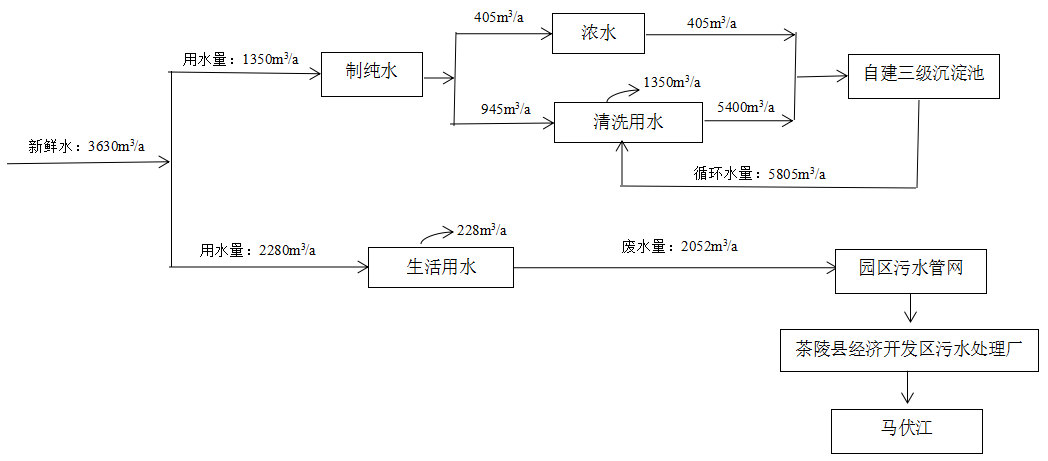 405m³/a
浓水
405m³/a
用水量：1350m³/a
制纯水
自建三级沉淀池
1350m³/a
945m³/a
清洗用水
5400m³/a
新鲜水：3630m³/a
循环水量：5805m³/a
228m³/a
用水量：2280m³/a
生活用水
废水量：2052m³/a
园区污水管网
茶陵县经济开发区污水处理厂
马伏江